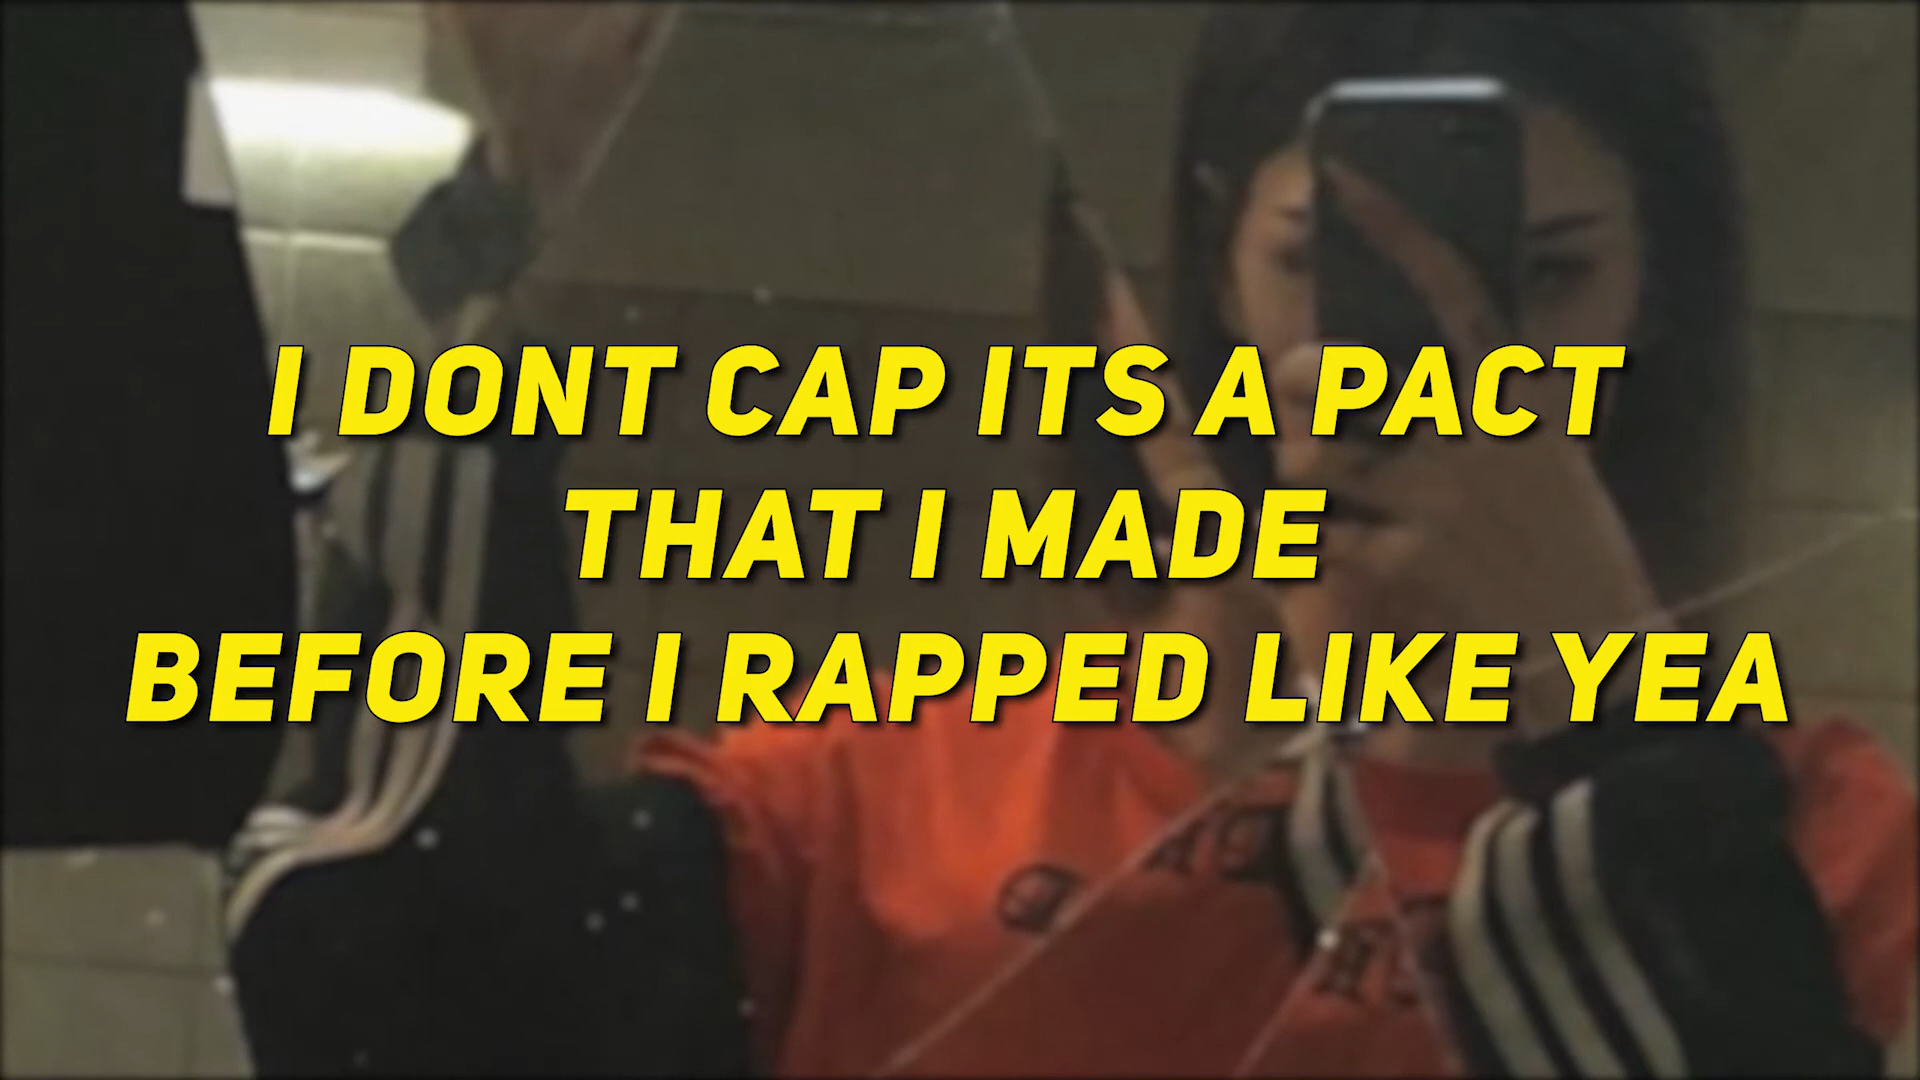 I DONT CAP ITS A PACT
THAT I MADE
BEFORE I RAPPED LIKE YEA